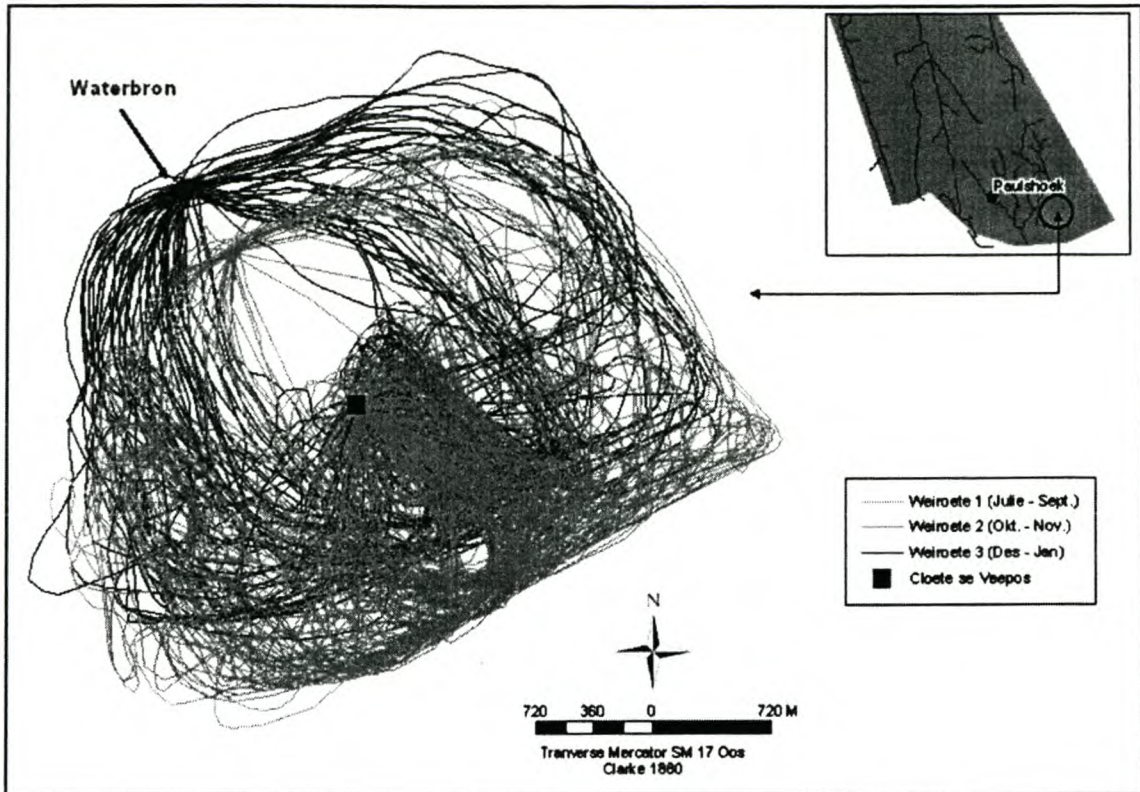 Waterbron
Paulshoek
Weiroete 1 (Julie - Sept.)
Weiroete 2 (Okt. - Nov.)
Weiroete 3 (Des - Jan)
Cloete se Veepos
N
720 360 0 720 M
Tranverse Mercator SM 17 Oos
Clarke 1880